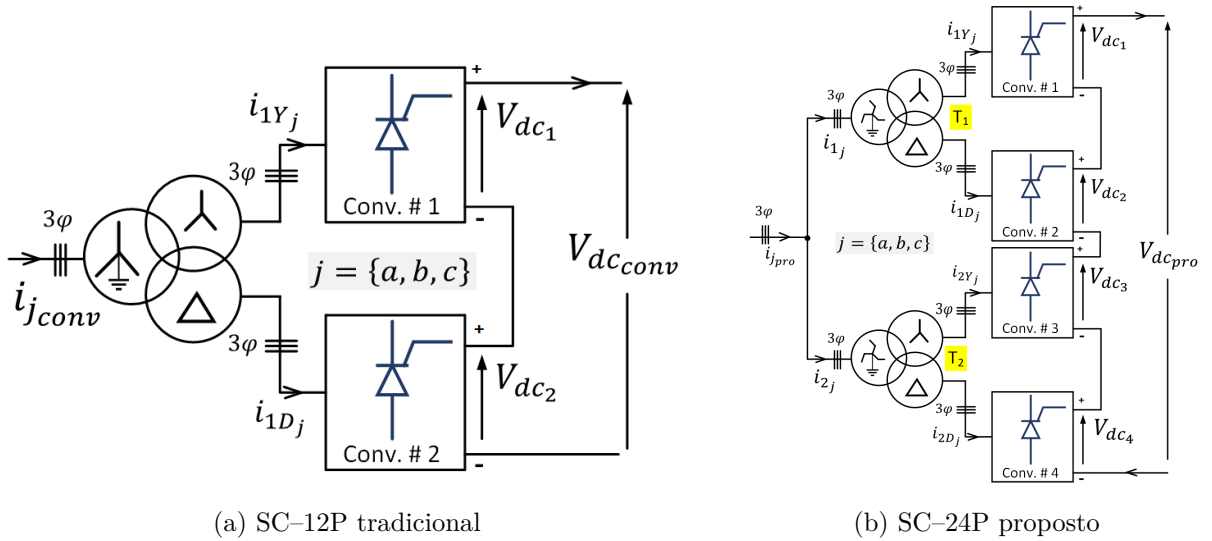 +
i_{1Y_j}
3φ
V_{dc_1}
Conv. # 1
-
3φ
i_{j_{conv}}
j = {a, b, c}
V_{dc_{conv}}
+
3φ
i_{1D_j}
V_{dc_2}
Conv. # 2
-
(a) SC–12P tradicional
+
i_{1Y_j}
3φ
V_{dc_1}
Conv. # 1
-
3φ
i_{1_j}
T_1
+
3φ
i_{1D_j}
V_{dc_2}
Conv. # 2
-
3φ
i_{j_{pro}}
j = {a, b, c}
V_{dc_{pro}}
+
i_{2Y_j}
3φ
V_{dc_3}
Conv. # 3
-
3φ
i_{2_j}
T_2
+
3φ
i_{2D_j}
V_{dc_4}
Conv. # 4
-
(b) SC–24P proposto